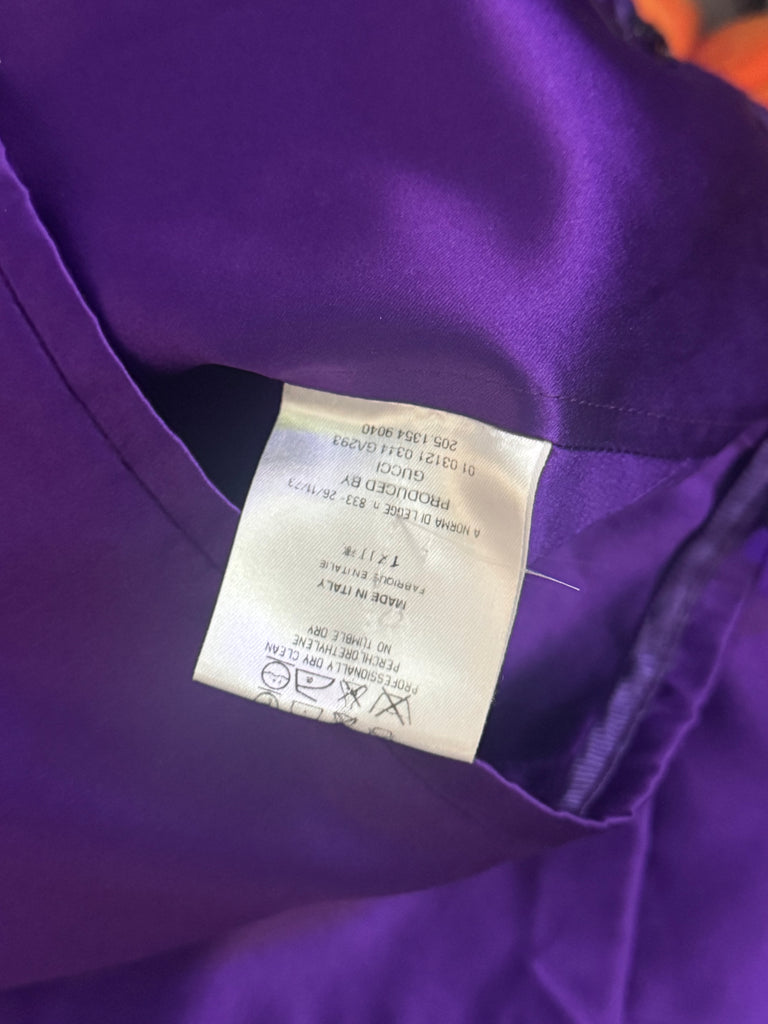 PROFESSIONALLY DRY CLEAN
PERCHLORETHYLENE
NO TUMBLE DRY
MADE IN ITALY
FABRIQUE EN ITALIE
A NORMA DI LEGGE n. 833 - 26/11/73
PRODUCED BY
GUCCI
01 03121 0344 GA293
205.1354 9040